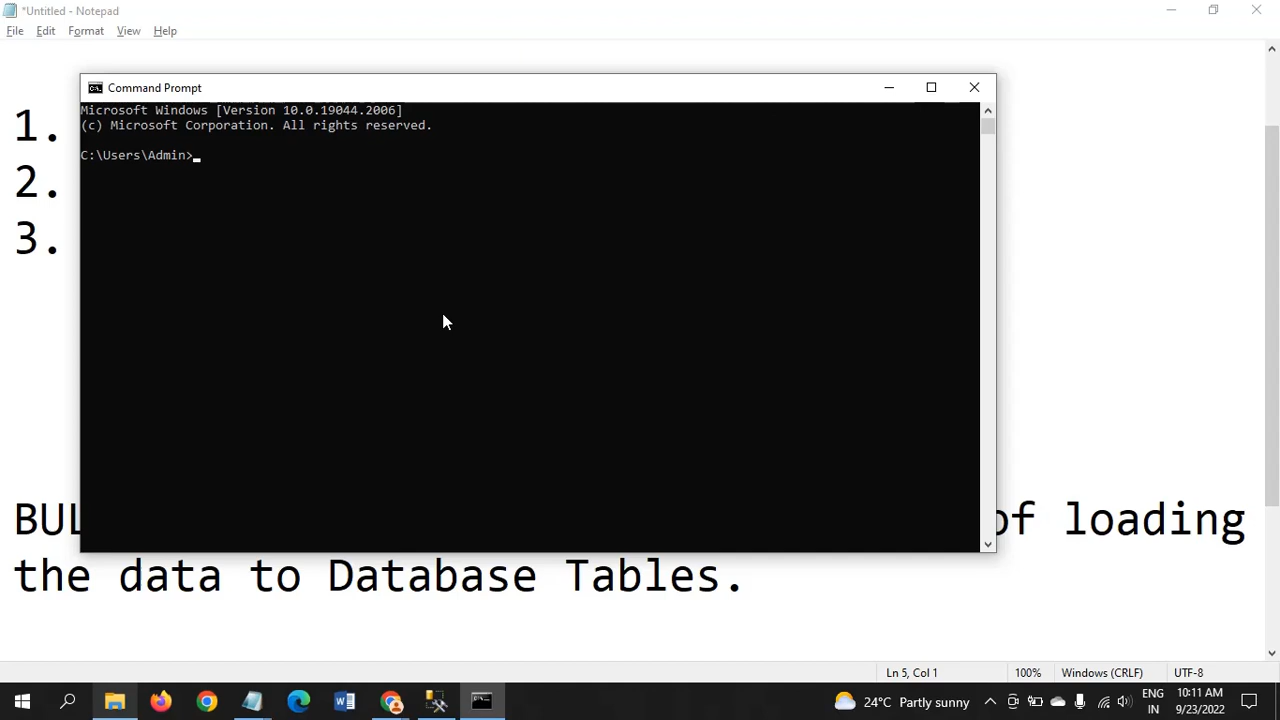 *Untitled - Notepad
File Edit Format View Help
Command Prompt
Microsoft Windows [Version 10.0.19044.2006]
(c) Microsoft Corporation. All rights reserved.
C:\Users\Admin>
1.
2.
3.
BUL of loading
the data to Database Tables.
Ln 5, Col 1 100% Windows (CRLF) UTF-8
24°C Partly sunny ENG IN 10:11 AM 9/23/2022